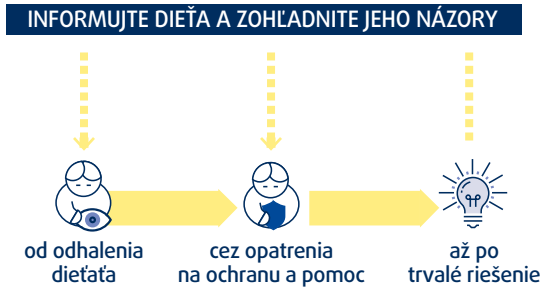 INFORMUJTE DIEŤA A ZOHĽADNITE JEHO NÁZORY
od odhalenia
dieťaťa
cez opatrenia
na ochranu a pomoc
až po
trvalé riešenie